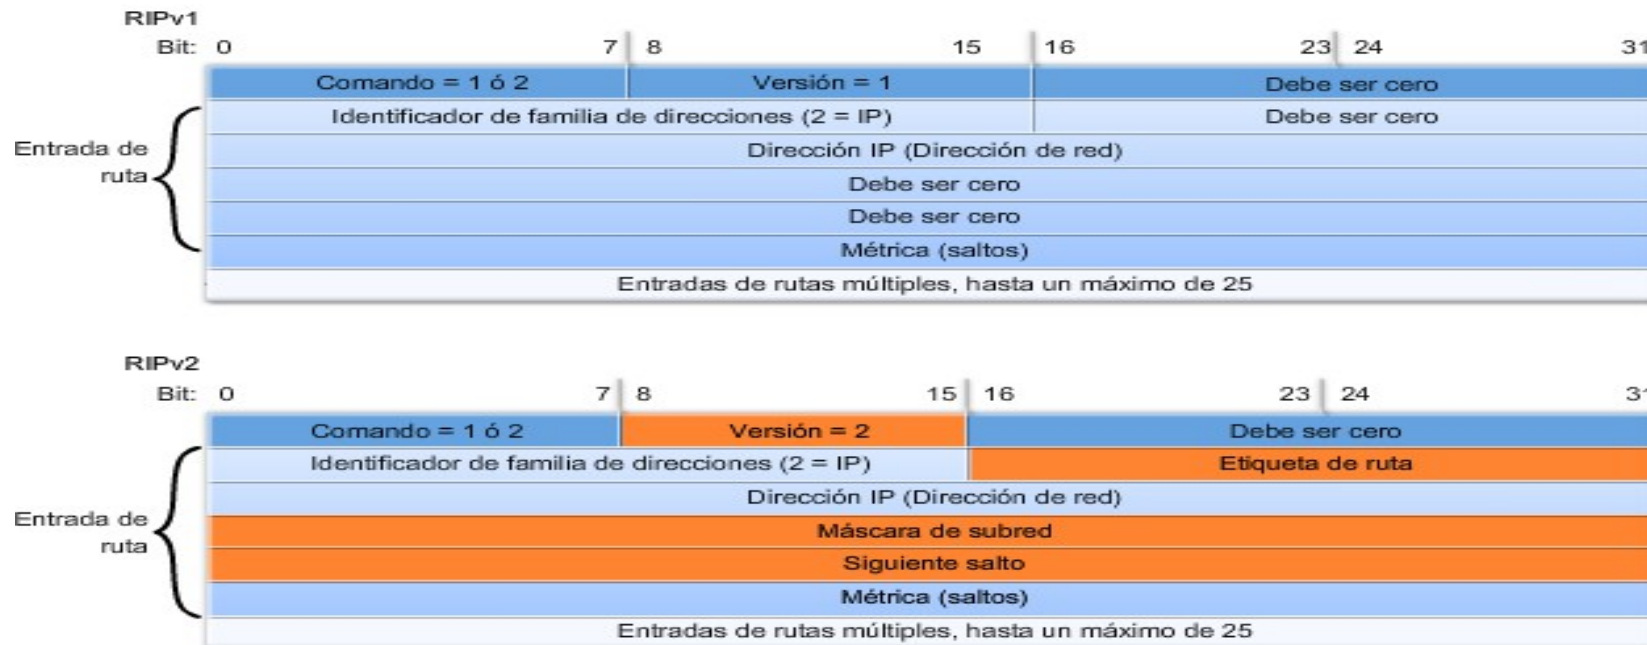 RIPv1
Bit: 0 7 8 15 16 23 24 31
Comando = 1 ó 2 Versión = 1 Debe ser cero
Identificador de familia de direcciones (2 = IP) Debe ser cero
Entrada de ruta
Dirección IP (Dirección de red)
Debe ser cero
Debe ser cero
Métrica (saltos)
Entradas de rutas múltiples, hasta un máximo de 25
RIPv2
Bit: 0 7 8 15 16 23 24 31
Comando = 1 ó 2 Versión = 2 Debe ser cero
Identificador de familia de direcciones (2 = IP) Etiqueta de ruta
Dirección IP (Dirección de red)
Entrada de ruta
Máscara de subred
Siguiente salto
Métrica (saltos)
Entradas de rutas múltiples, hasta un máximo de 25